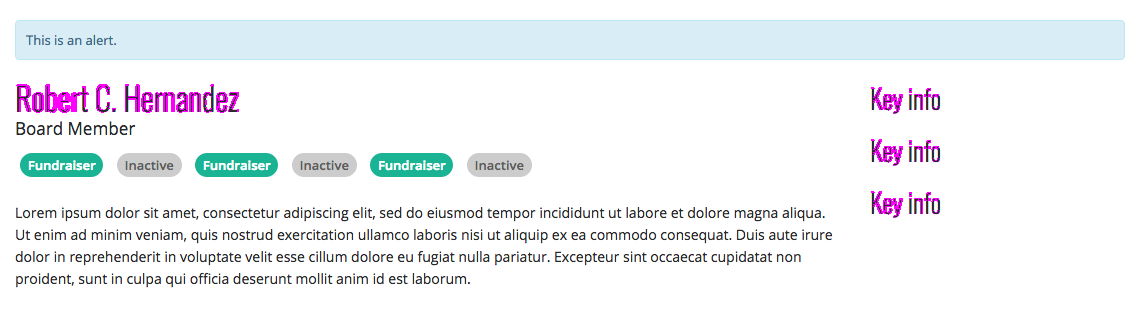 This is an alert.
Robert C. Hernandez
Board Member
Fundralser Inactive Fundralser Inactive Fundralser Inactive
Lorem ipsum dolor sit amet, consectetur adipiscing elit, sed do eiusmod tempor incididunt ut labore et dolore magna aliqua.
Ut enim ad minim veniam, quis nostrud exercitation ullamco laboris nisi ut aliquip ex ea commodo consequat. Duis aute irure
dolor in reprehenderit in voluptate velit esse cillum dolore eu fugiat nulla pariatur. Excepteur sint occaecat cupidatat non
proident, sunt in culpa qui officia deserunt mollit anim id est laborum.
Key info
Key info
Key info